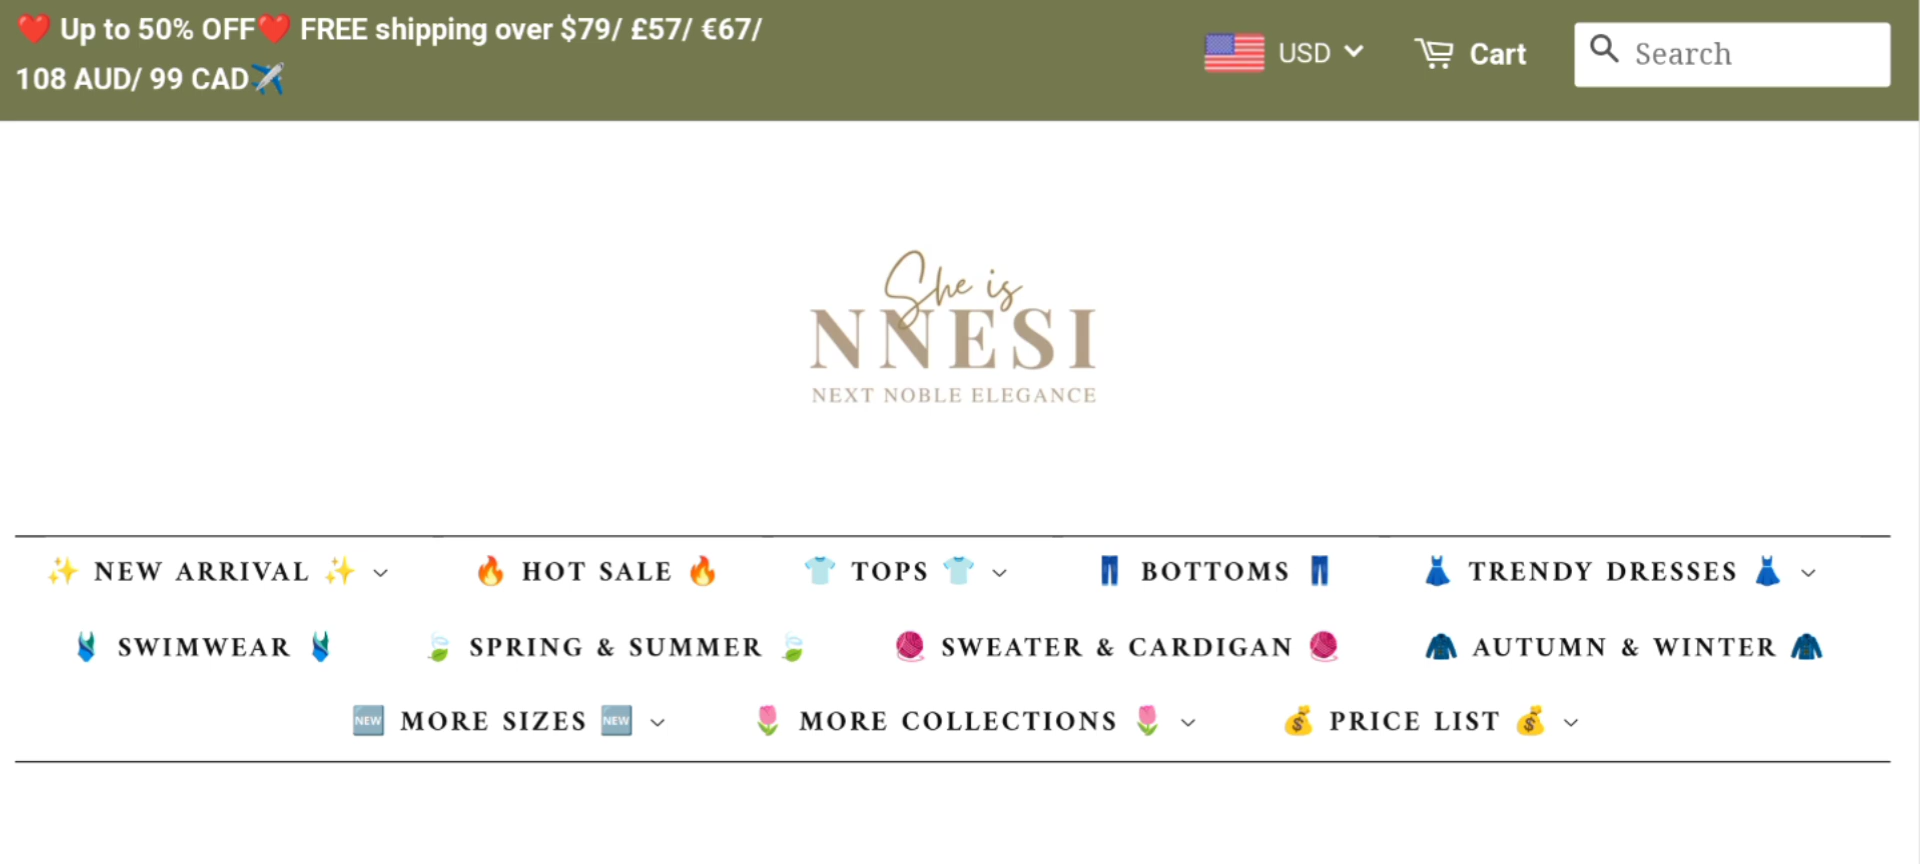 ❤️ Up to 50% OFF❤️ FREE shipping over $79/ £57/ €67/
108 AUD/ 99 CAD✈️
USD
Cart
Search
She is
NNESI
NEXT NOBLE ELEGANCE
✨ NEW ARRIVAL ✨
🔥 HOT SALE 🔥
👕 TOPS 👕
👖 BOTTOMS 👖
👗 TRENDY DRESSES 👗
🩱 SWIMWEAR 🩱
🍃 SPRING & SUMMER 🍃
🧶 SWEATER & CARDIGAN 🧶
🧥 AUTUMN & WINTER 🧥
🆕 MORE SIZES 🆕
🌷 MORE COLLECTIONS 🌷
💰 PRICE LIST 💰